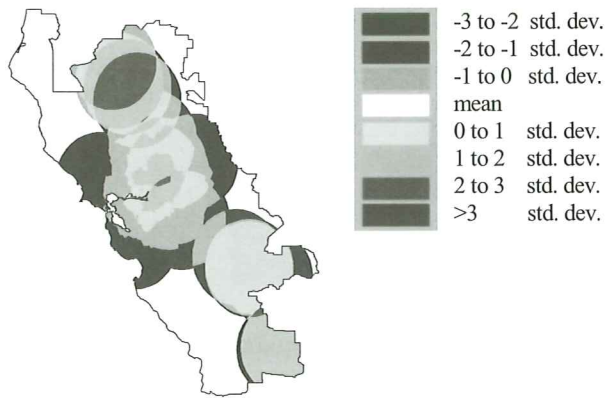 -3 to -2 std. dev.
-2 to -1 std. dev.
-1 to 0 std. dev.
mean
0 to 1 std. dev.
1 to 2 std. dev.
2 to 3 std. dev.
>3 std. dev.